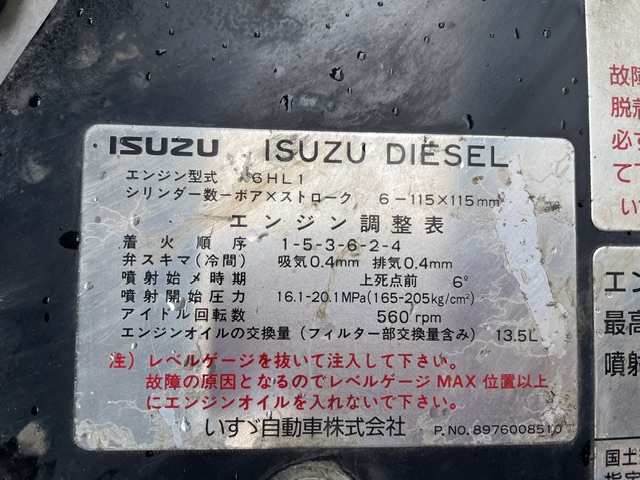 ISUZU ISUZU DIESEL
エンジン型式 6HL1
シリンダー数ーボア×ストローク 6-115×115mm
エンジン調整表
着火順序 1-5-3-6-2-4
弁スキマ(冷間) 吸気0.4mm 排気0.4mm
噴射始メ時期 上死点前 6°
噴射開始圧力 16.1-20.1MPa(165-205kg/cm²)
アイドル回転数 560rpm
エンジンオイルの交換量(フィルター部交換量含み) 13.5L
注)レベルゲージを抜いて注入して下さい。
故障の原因となるのでレベルゲージMAX位置以上
にエンジンオイルを入れないで下さい。
いすゞ自動車株式会社 P.NO.8976008510
故障
脱着
必ず
て下
い
エン
最高
噴射
国土
指定